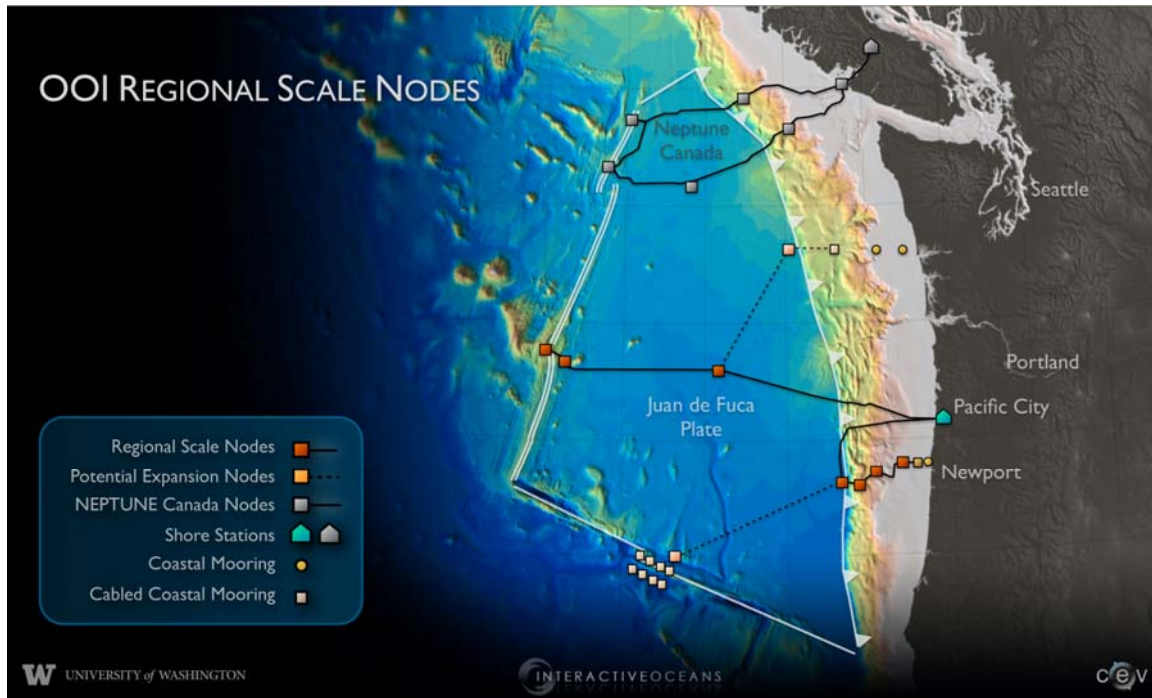 OOI REGIONAL SCALE NODES
Neptune
Canada
Seattle
Portland
Juan de Fuca
Plate
Pacific City
Newport
Regional Scale Nodes
Potential Expansion Nodes
NEPTUNE Canada Nodes
Shore Stations
Coastal Mooring
Cabled Coastal Mooring
W UNIVERSITY of WASHINGTON
INTERACTIVEOCEANS
cev